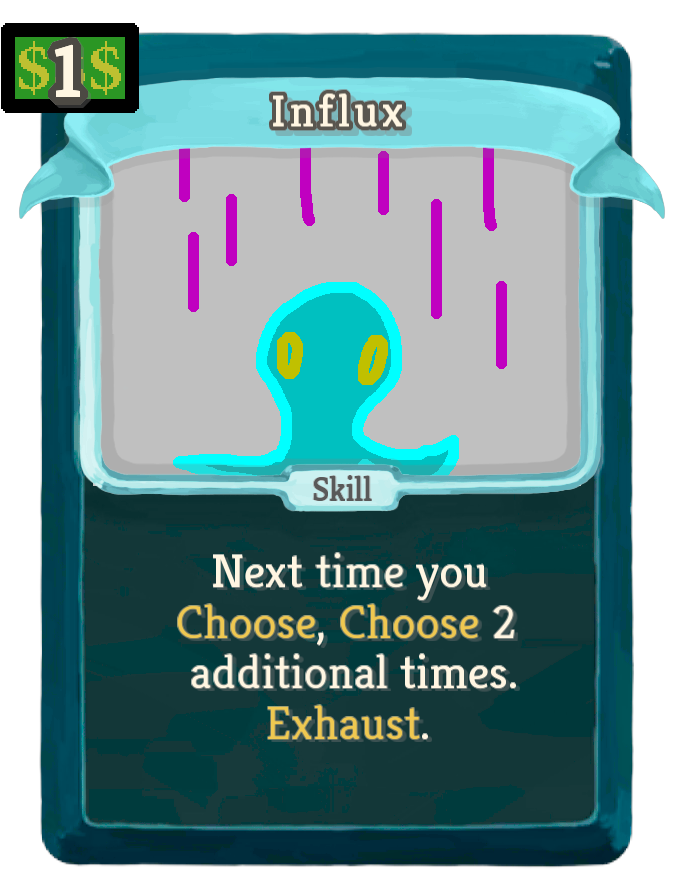 $1$
Influx
Skill
Next time you
Choose, Choose 2
additional times.
Exhaust.